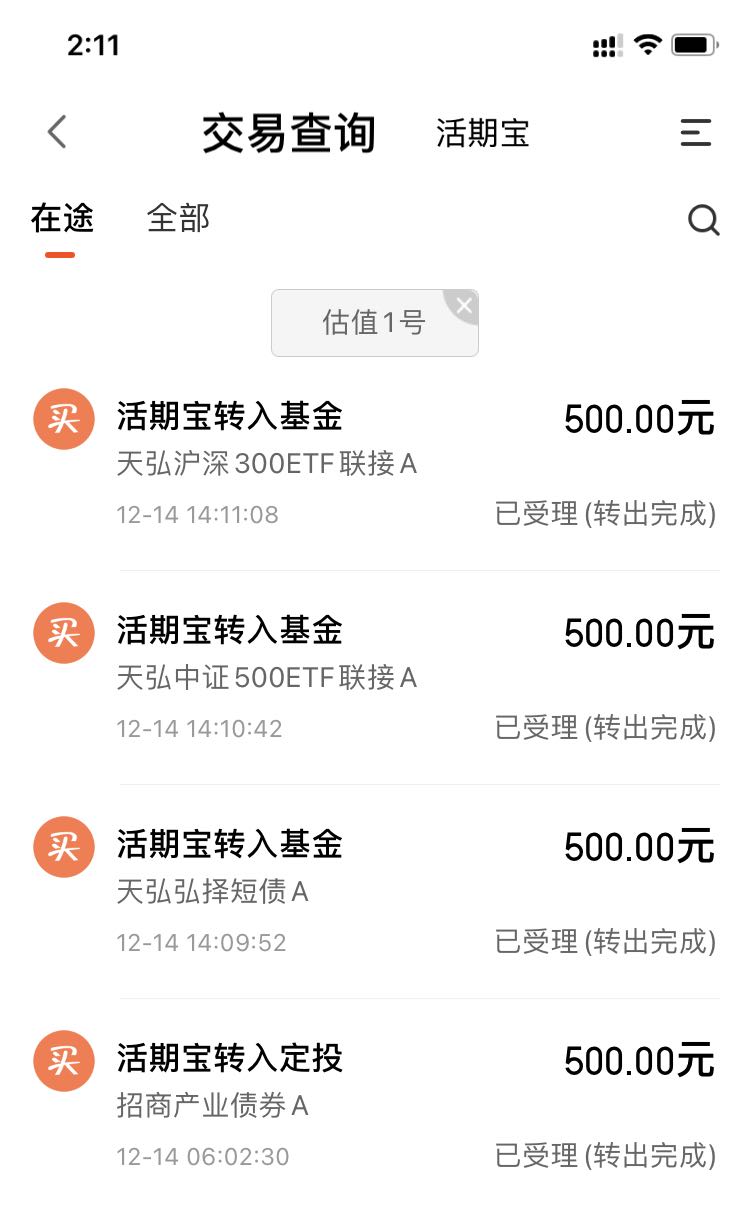 2:11
交易查询 活期宝
在途 全部
估值1号
买 活期宝转入基金 500.00元
天弘沪深300ETF联接A
12-14 14:11:08 已受理(转出完成)
买 活期宝转入基金 500.00元
天弘中证500ETF联接A
12-14 14:10:42 已受理(转出完成)
买 活期宝转入基金 500.00元
天弘弘择短债A
12-14 14:09:52 已受理(转出完成)
买 活期宝转入定投 500.00元
招商产业债券A
12-14 06:02:30 已受理(转出完成)